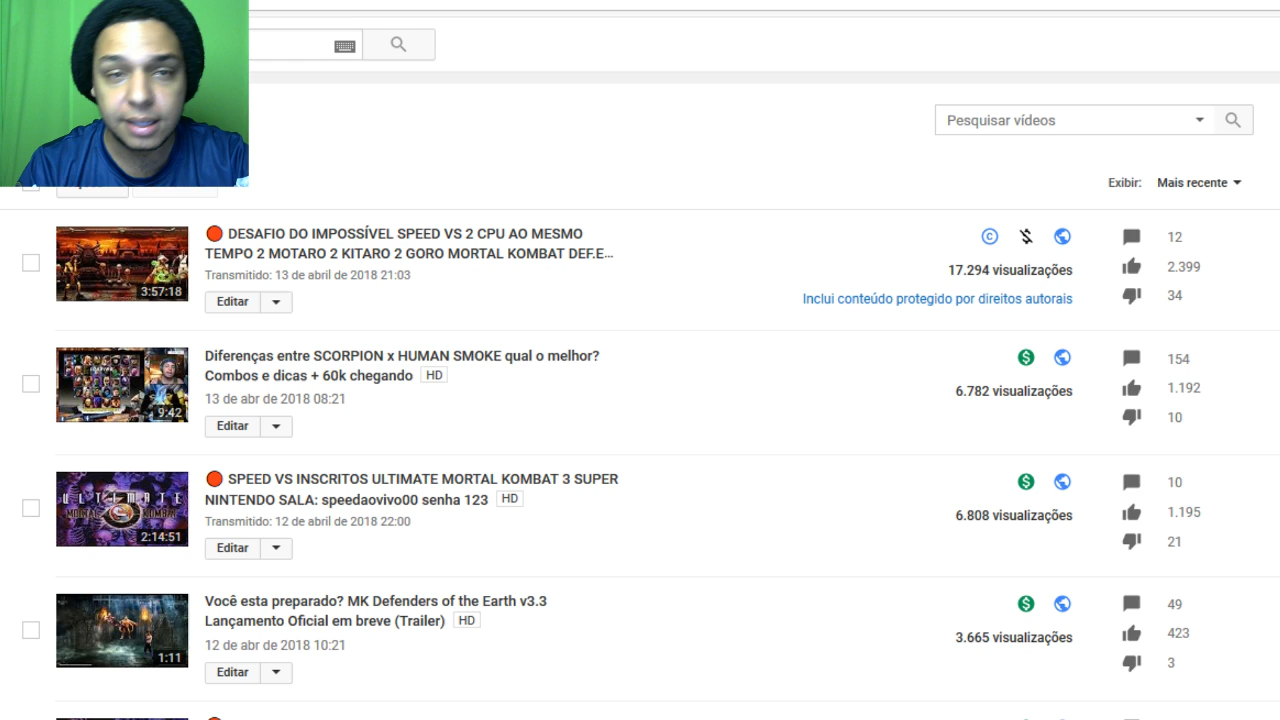 Pesquisar vídeos
Exibir: Mais recente
DESAFIO DO IMPOSSÍVEL SPEED VS 2 CPU AO MESMO
TEMPO 2 MOTARO 2 KITARO 2 GORO MORTAL KOMBAT DEF.E...
Transmitido: 13 de abril de 2018 21:03
3:57:18
Editar
17.294 visualizações
Inclui conteúdo protegido por direitos autorais
12
2.399
34
Diferenças entre SCORPION x HUMAN SMOKE qual o melhor?
Combos e dicas + 60k chegando HD
13 de abr de 2018 08:21
9:42
Editar
6.782 visualizações
154
1.192
10
SPEED VS INSCRITOS ULTIMATE MORTAL KOMBAT 3 SUPER
NINTENDO SALA: speedaovivo00 senha 123 HD
Transmitido: 12 de abril de 2018 22:00
ULTIMATE
MORTAL KOMBAT
2:14:51
Editar
6.808 visualizações
10
1.195
21
Você esta preparado? MK Defenders of the Earth v3.3
Lançamento Oficial em breve (Trailer) HD
12 de abr de 2018 10:21
1:11
Editar
3.665 visualizações
49
423
3